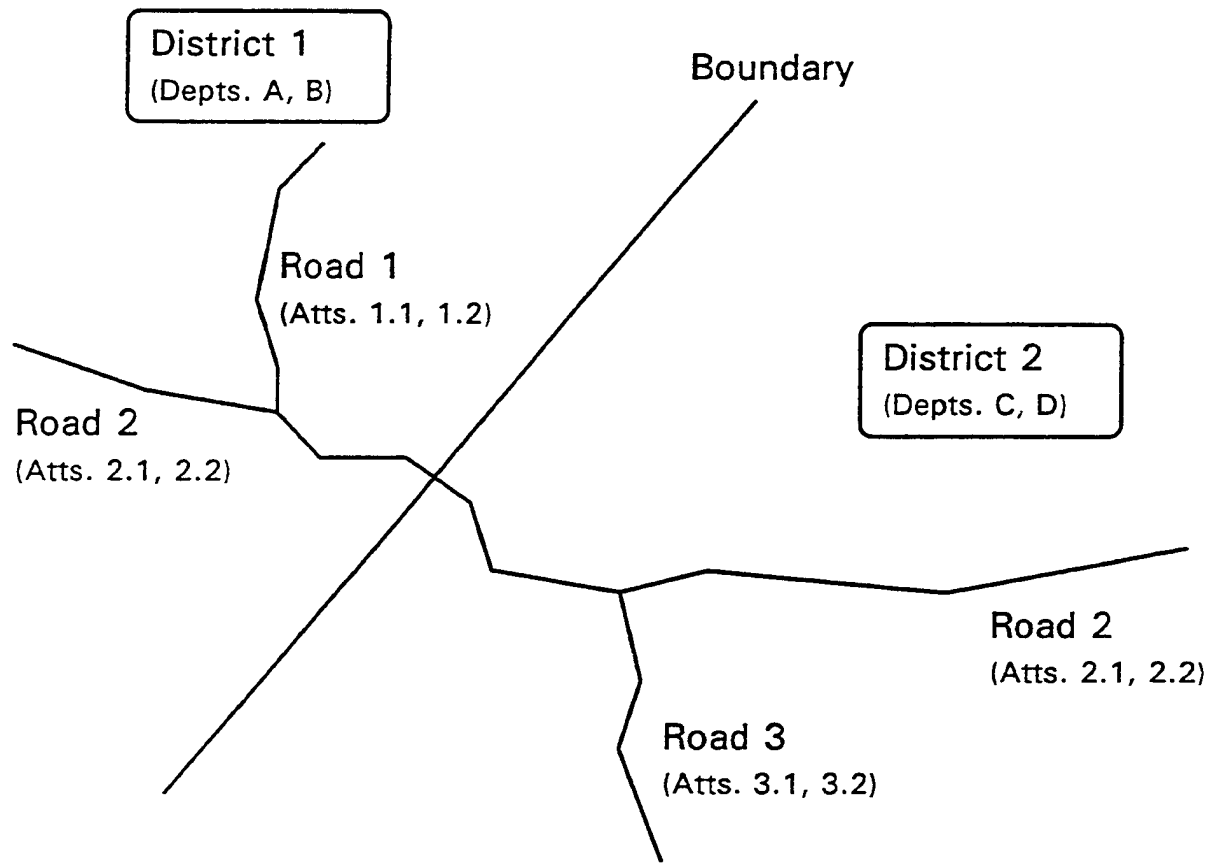 District 1
(Depts. A, B)
Boundary
Road 1
(Atts. 1.1, 1.2)
District 2
(Depts. C, D)
Road 2
(Atts. 2.1, 2.2)
Road 2
(Atts. 2.1, 2.2)
Road 3
(Atts. 3.1, 3.2)